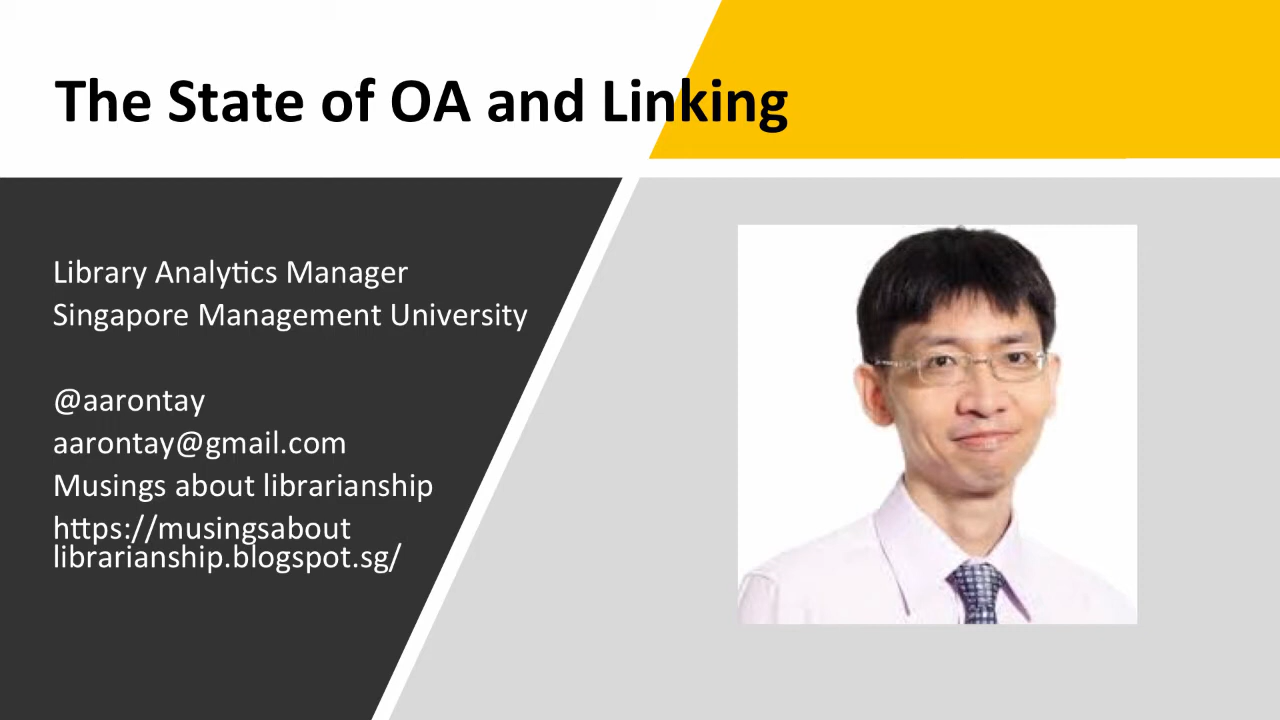 The State of OA and Linking
Library Analytics Manager
Singapore Management University
@aarontay
aarontay@gmail.com
Musings about librarianship
https://musingsabout
librarianship.blogspot.sg/